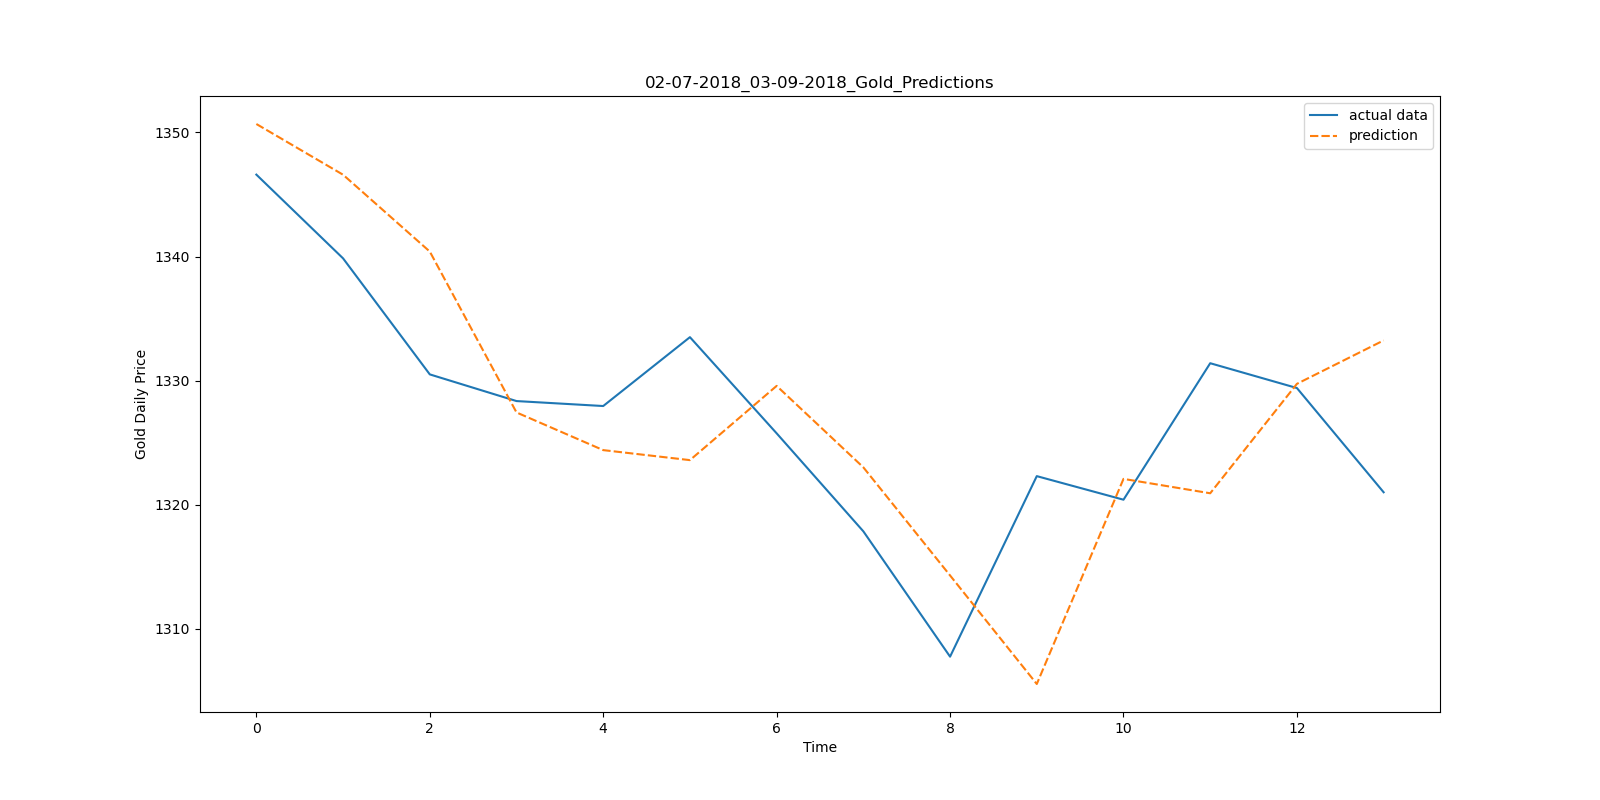 02-07-2018_03-09-2018_Gold_Predictions
actual data
prediction
1350
1340
1330
1320
1310
Gold Daily Price
0 2 4 6 8 10 12
Time